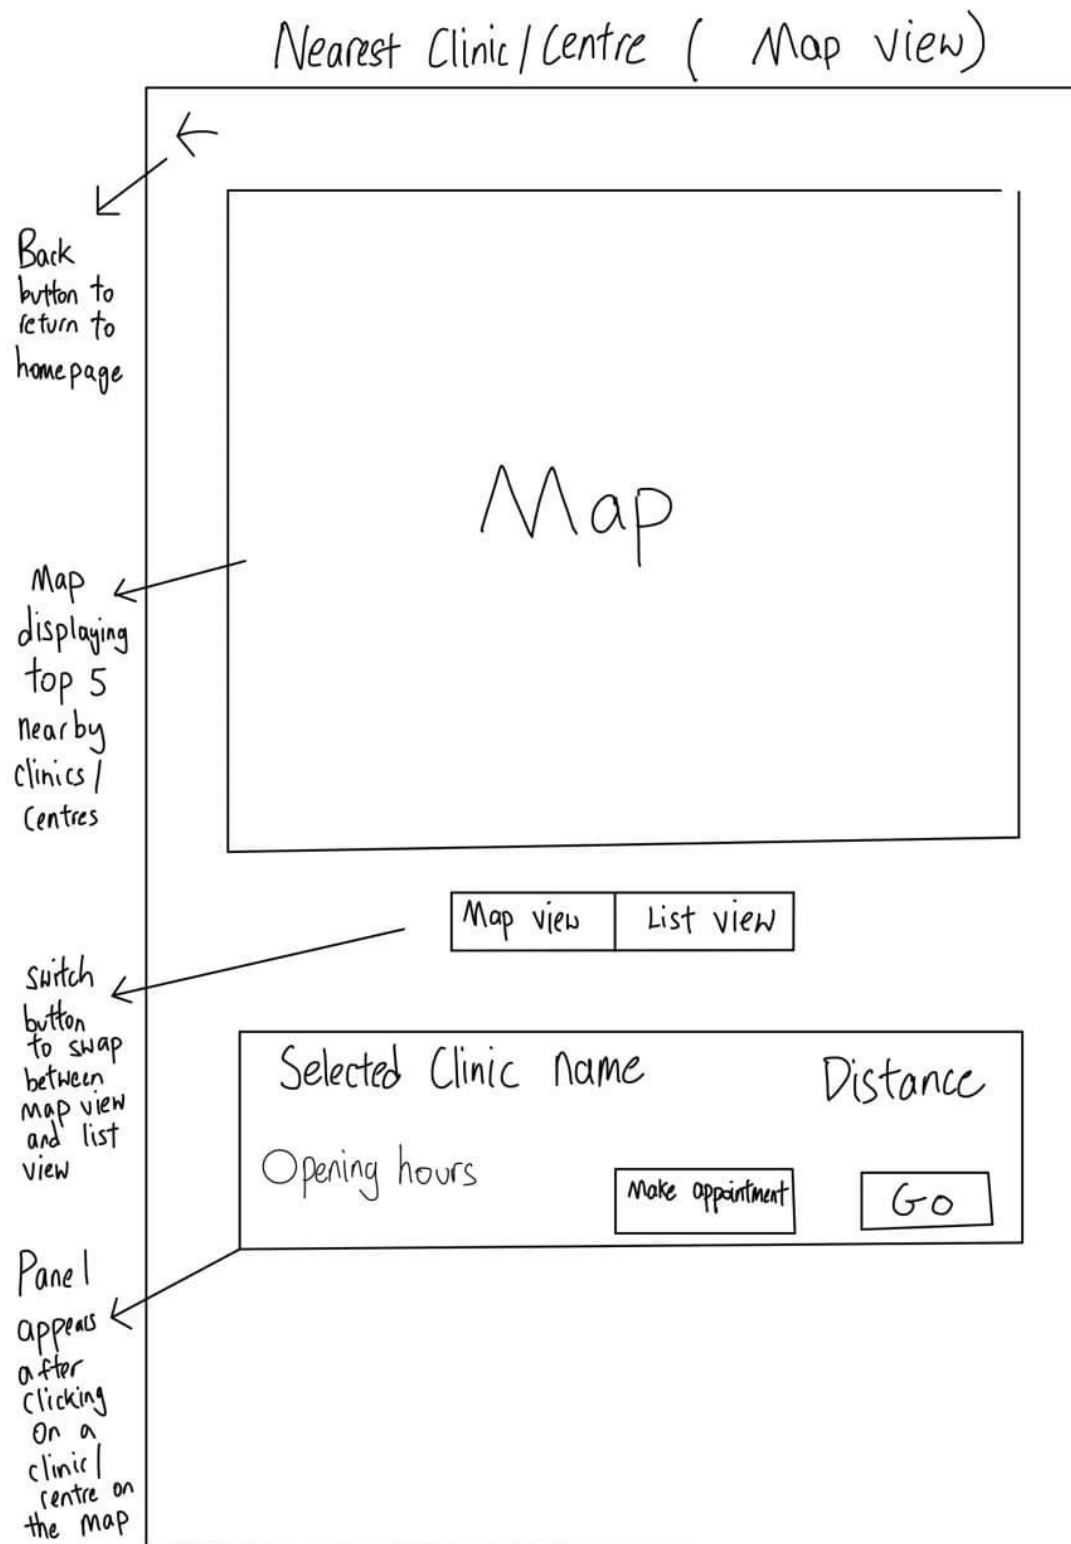 Nearest Clinic/Centre ( Map view)
Back
button to
return to
homepage
Map
Map
displaying
top 5
nearby
clinics/
Centres
Map view
List view
Switch
button
to swap
between
map view
and list
view
Selected Clinic name
Distance
Opening hours
Make appointment
Go
Panel
appears
after
clicking
on a
clinic/
centre on
the map